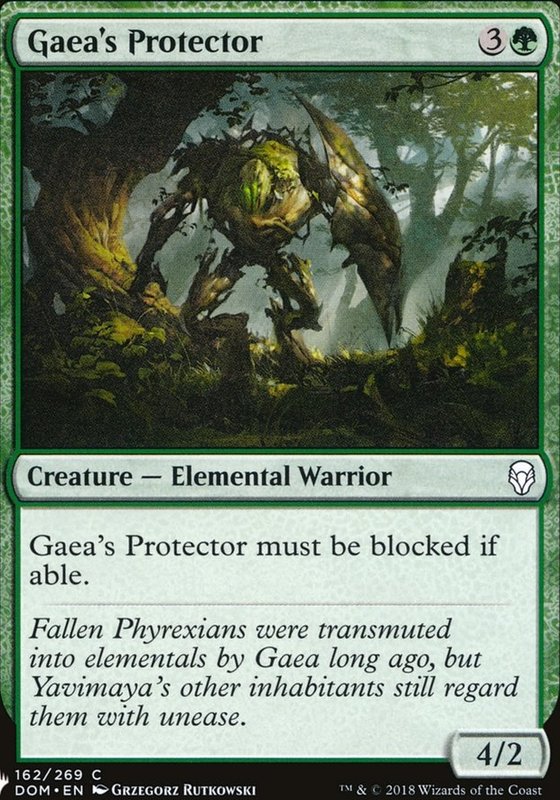 Gaea's Protector 3
Creature — Elemental Warrior
Gaea's Protector must be blocked if
able.
Fallen Phyrexians were transmuted
into elementals by Gaea long ago, but
Yavimaya's other inhabitants still regard
them with unease.
4/2
162/269 C
DOM • EN Grzegorz Rutkowski
™ & © 2018 Wizards of the Coast